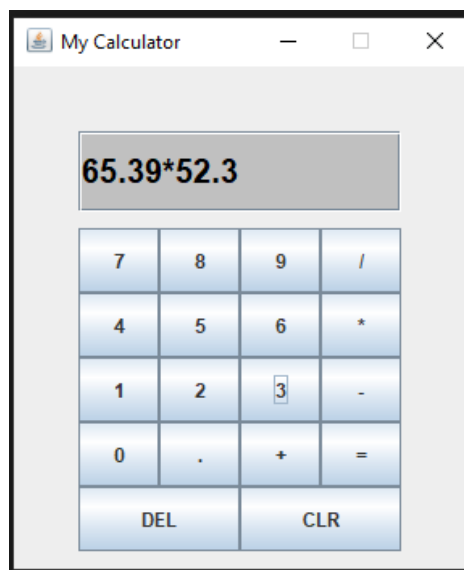 My Calculator
65.39*52.3
7 8 9 /
4 5 6 *
1 2 3 -
0 . + =
DEL CLR